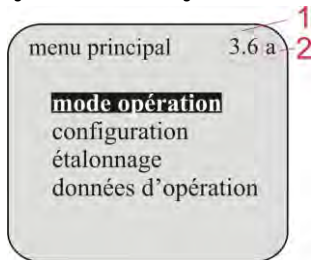 1
menu principal 3.6 a 2
mode opération
configuration
étalonnage
données d'opération